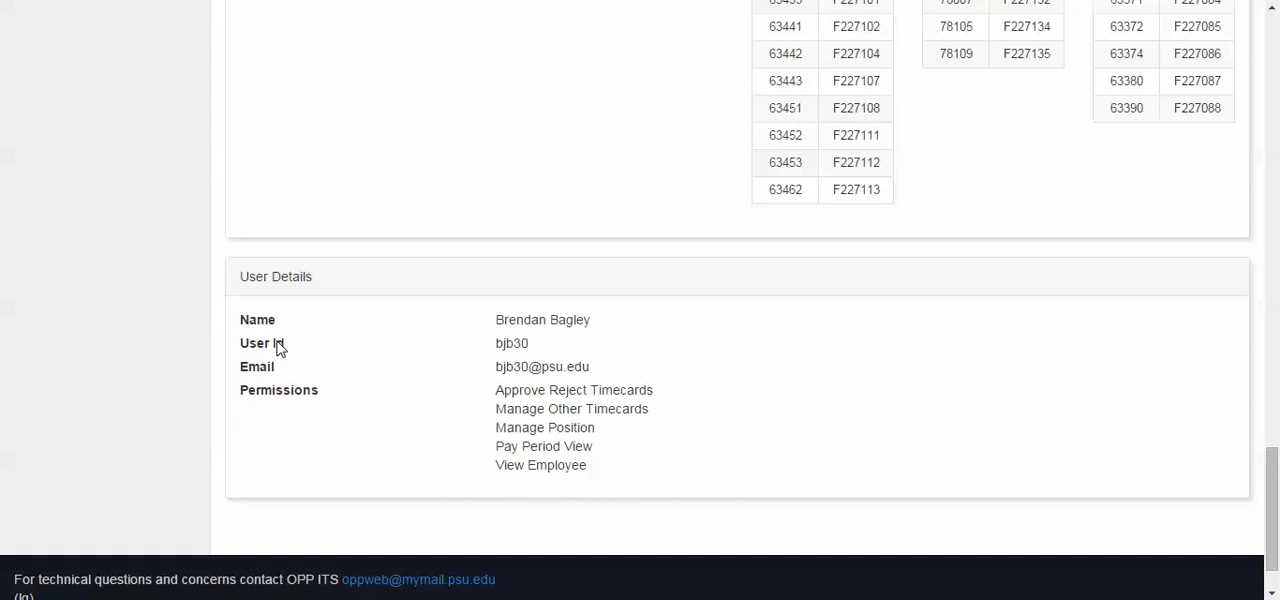 63441 F227102 78105 F227134 63372 F227085
63442 F227104 78109 F227135 63374 F227086
63443 F227107 63380 F227087
63451 F227108 63390 F227088
63452 F227111
63453 F227112
63462 F227113
User Details
Name Brendan Bagley
User Id bjb30
Email bjb30@psu.edu
Permissions Approve Reject Timecards
Manage Other Timecards
Manage Position
Pay Period View
View Employee
For technical questions and concerns contact OPP ITS oppweb@mymail.psu.edu